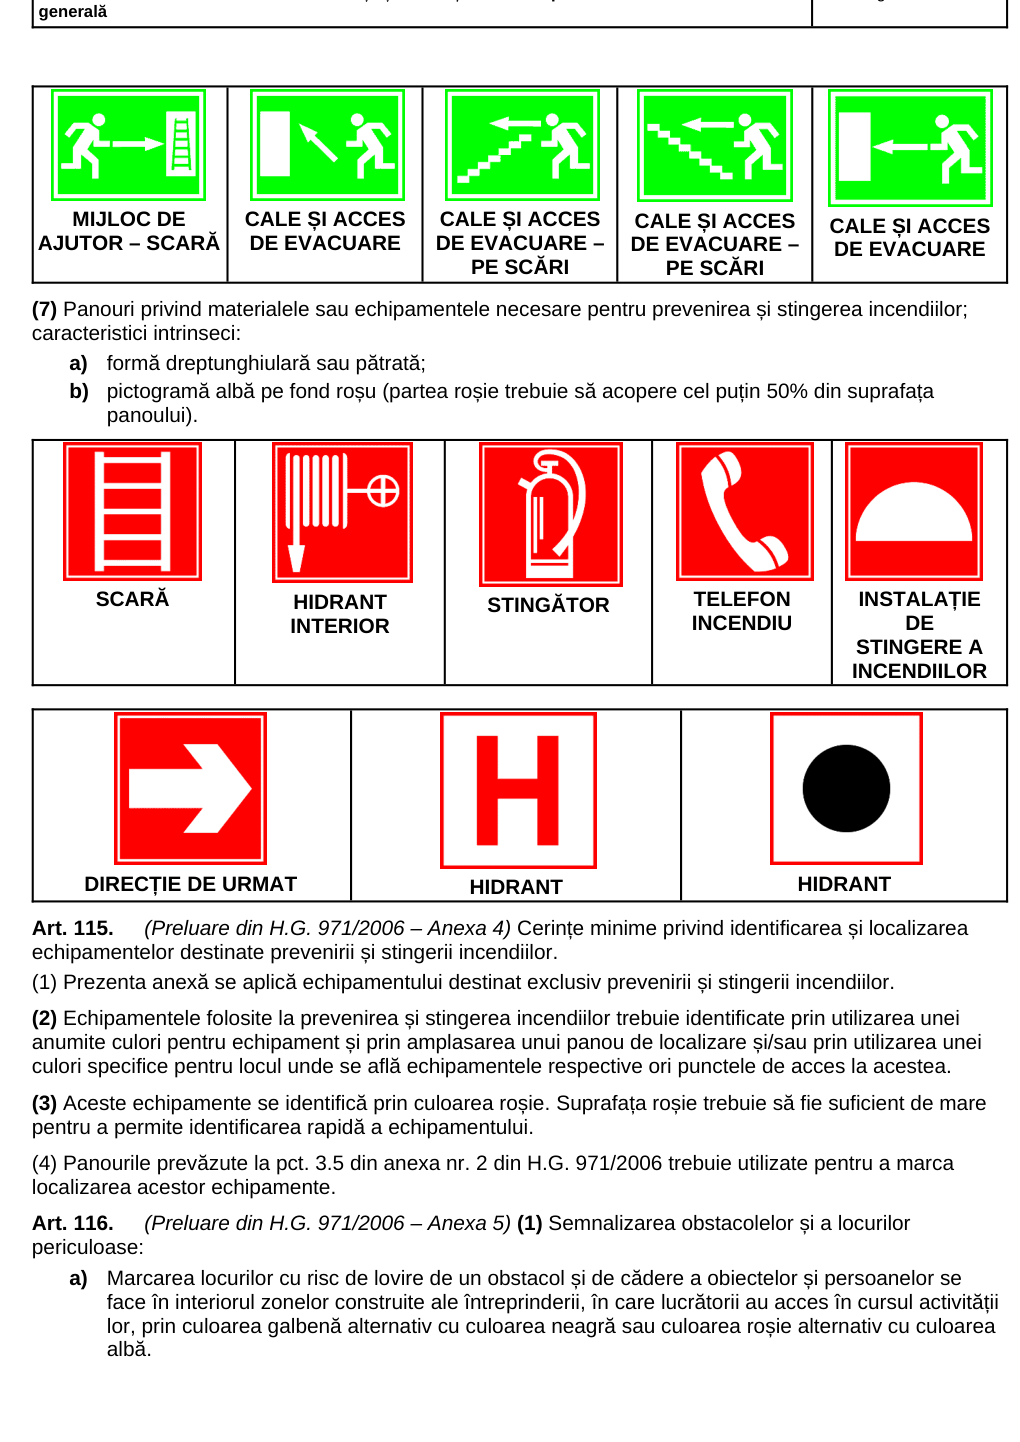 generală
MIJLOC DE
AJUTOR – SCARĂ
CALE ȘI ACCES
DE EVACUARE
CALE ȘI ACCES
DE EVACUARE –
PE SCĂRI
CALE ȘI ACCES
DE EVACUARE –
PE SCĂRI
CALE ȘI ACCES
DE EVACUARE
(7) Panouri privind materialele sau echipamentele necesare pentru prevenirea și stingerea incendiilor;
caracteristici intrinseci:
a) formă dreptunghiulară sau pătrată;
b) pictogramă albă pe fond roșu (partea roșie trebuie să acopere cel puțin 50% din suprafața
panoului).
SCARĂ
HIDRANT
INTERIOR
STINGĂTOR
TELEFON
INCENDIU
INSTALAȚIE
DE
STINGERE A
INCENDIILOR
DIRECȚIE DE URMAT
H
HIDRANT
HIDRANT
Art. 115. (Preluare din H.G. 971/2006 – Anexa 4) Cerințe minime privind identificarea și localizarea
echipamentelor destinate prevenirii și stingerii incendiilor.
(1) Prezenta anexă se aplică echipamentului destinat exclusiv prevenirii și stingerii incendiilor.
(2) Echipamentele folosite la prevenirea și stingerea incendiilor trebuie identificate prin utilizarea unei
anumite culori pentru echipament și prin amplasarea unui panou de localizare și/sau prin utilizarea unei
culori specifice pentru locul unde se află echipamentele respective ori punctele de acces la acestea.
(3) Aceste echipamente se identifică prin culoarea roșie. Suprafața roșie trebuie să fie suficient de mare
pentru a permite identificarea rapidă a echipamentului.
(4) Panourile prevăzute la pct. 3.5 din anexa nr. 2 din H.G. 971/2006 trebuie utilizate pentru a marca
localizarea acestor echipamente.
Art. 116. (Preluare din H.G. 971/2006 – Anexa 5) (1) Semnalizarea obstacolelor și a locurilor
periculoase:
a) Marcarea locurilor cu risc de lovire de un obstacol și de cădere a obiectelor și persoanelor se
face în interiorul zonelor construite ale întreprinderii, în care lucrătorii au acces în cursul activității
lor, prin culoarea galbenă alternativ cu culoarea neagră sau culoarea roșie alternativ cu culoarea
albă.